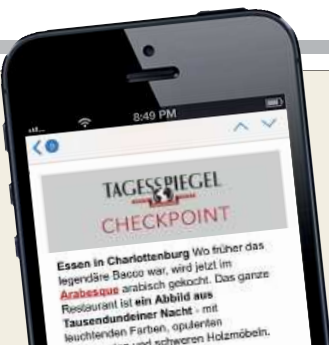 8:49 PM
TAGESSPIEGEL
CHECKPOINT
Essen in Charlottenburg Wo früher das
legendäre Bacco war, wird jetzt im
Arabesque arabisch gekocht. Das ganze
Restaurant ist ein Abbild aus
Tausendundeiner Nacht - mit
leuchtenden Farben, opulenten
und schweren Holzmöbeln.